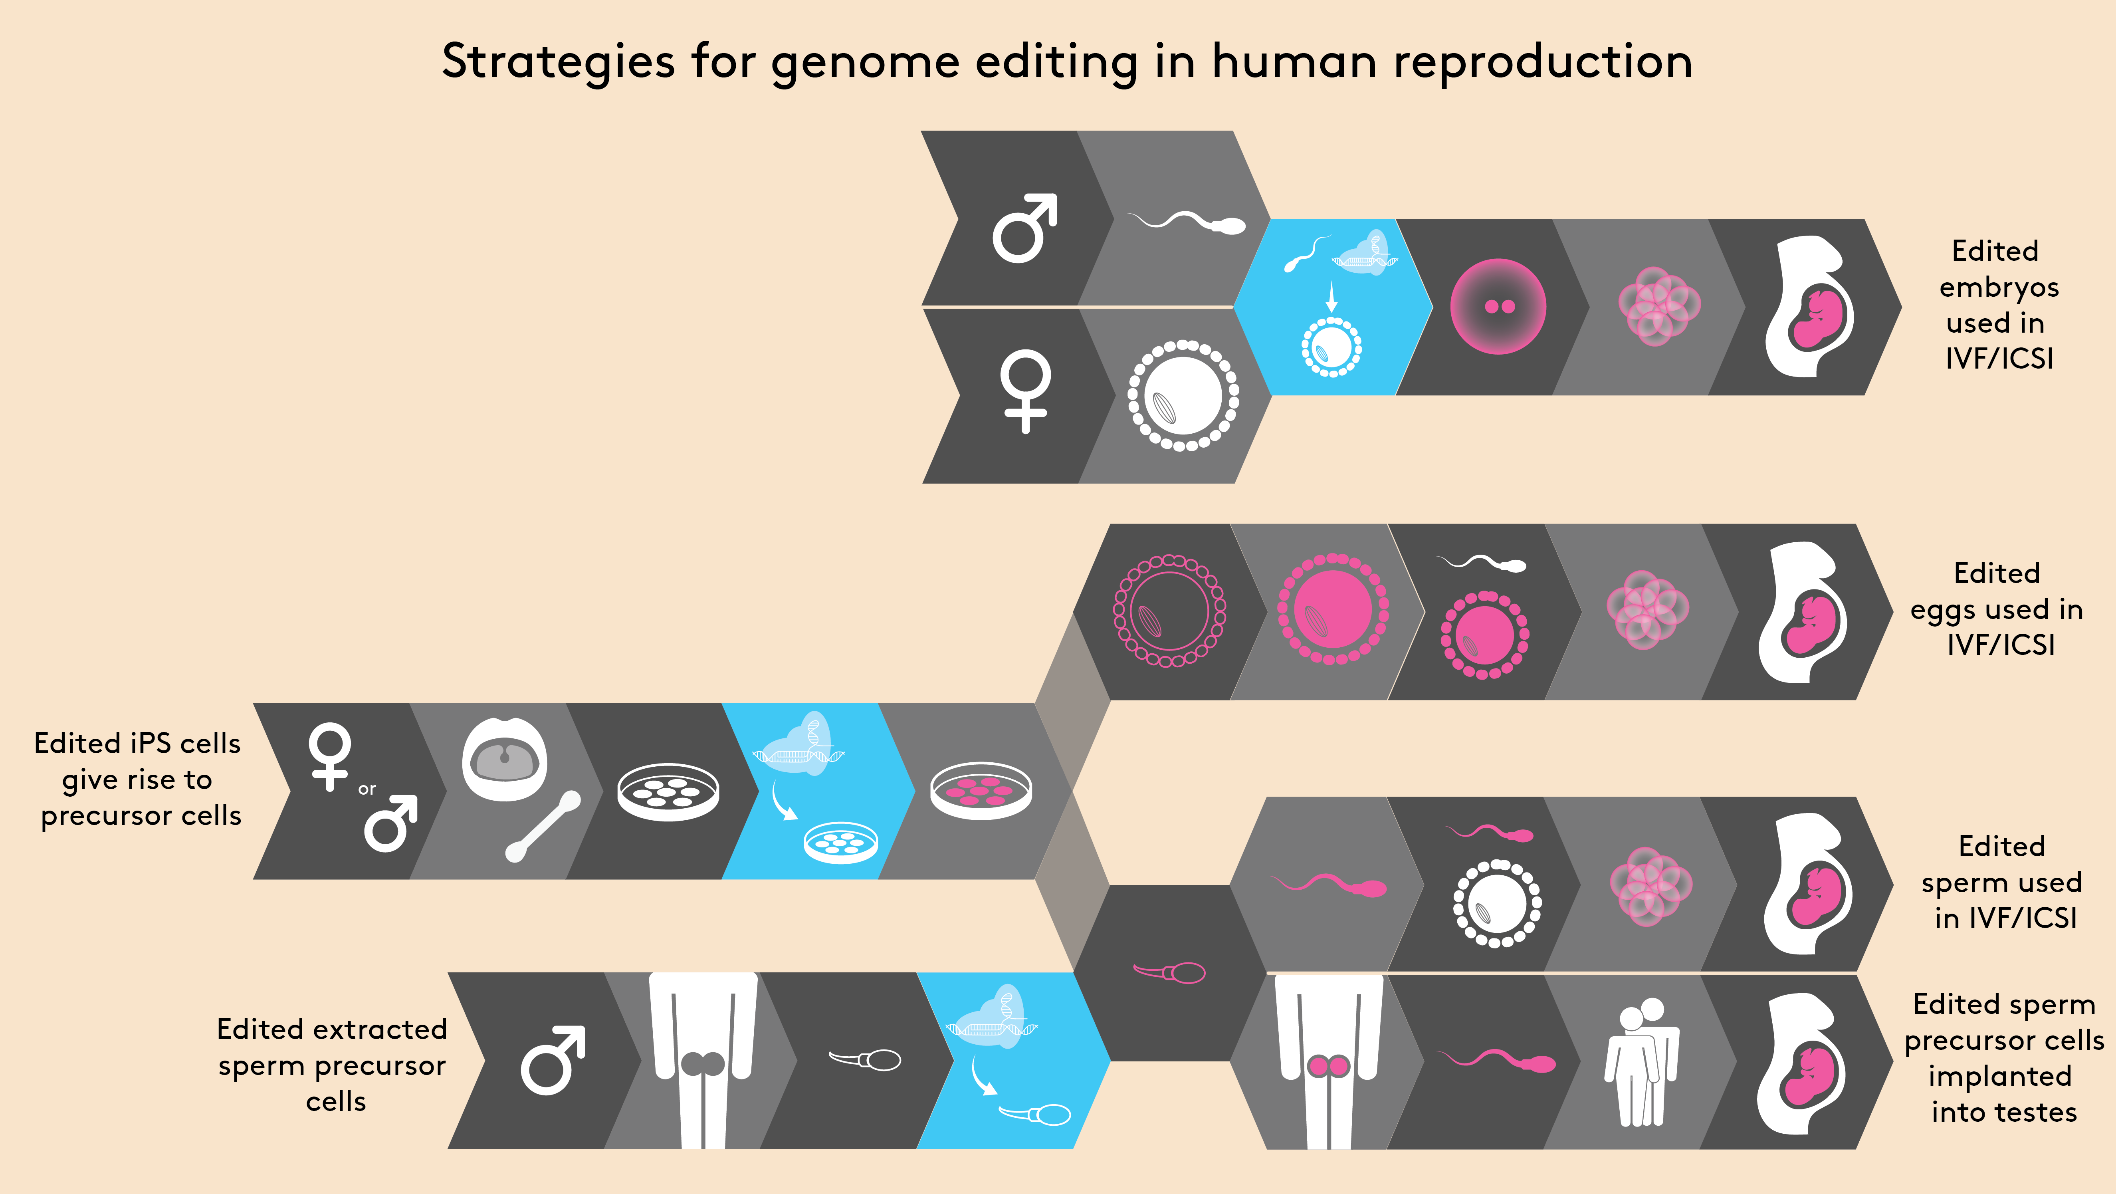 Strategies for genome editing in human reproduction
Edited
embryos
used in
IVF/ICSI
Edited
eggs used in
IVF/ICSI
Edited iPS cells
give rise to
precursor cells
or
Edited
sperm used
in IVF/ICSI
Edited extracted
sperm precursor
cells
Edited sperm
precursor cells
implanted
into testes